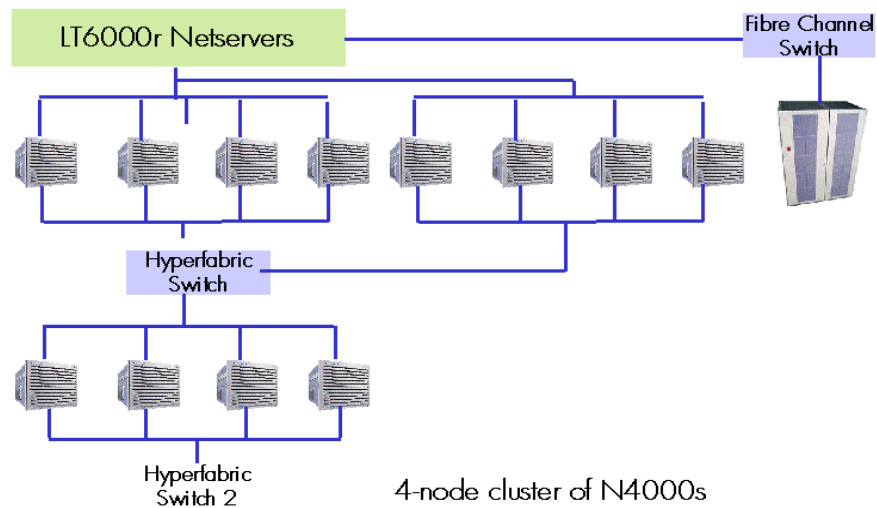 LT6000r Netservers
Fibre Channel
Switch
Hyperfabric
Switch
Hyperfabric
Switch 2
4-node cluster of N4000s